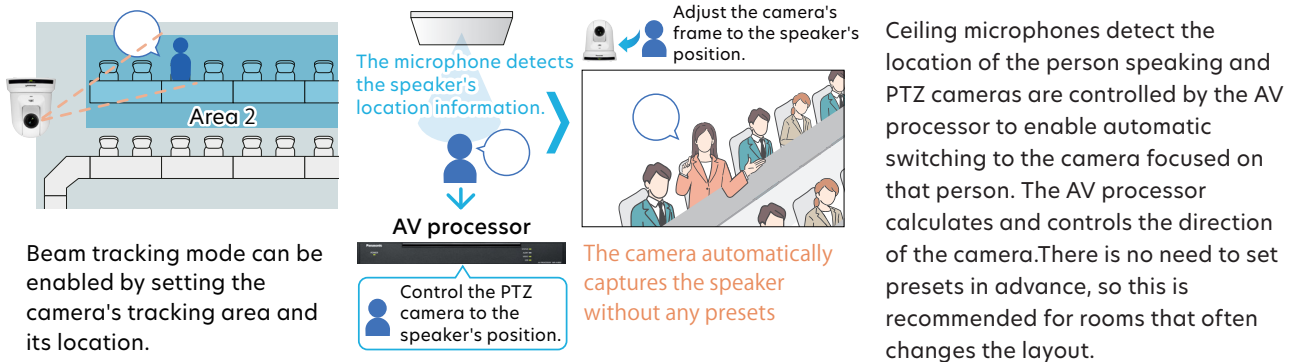 Area 2
Beam tracking mode can be
enabled by setting the
camera's tracking area and
its location.
The microphone detects
the speaker's
location information.
AV processor
Panasonic
Control the PTZ
camera to the
speaker's position.
Adjust the camera's
frame to the speaker's
position.
The camera automatically
captures the speaker
without any presets
Ceiling microphones detect the
location of the person speaking and
PTZ cameras are controlled by the AV
processor to enable automatic
switching to the camera focused on
that person. The AV processor
calculates and controls the direction
of the camera.There is no need to set
presets in advance, so this is
recommended for rooms that often
changes the layout.